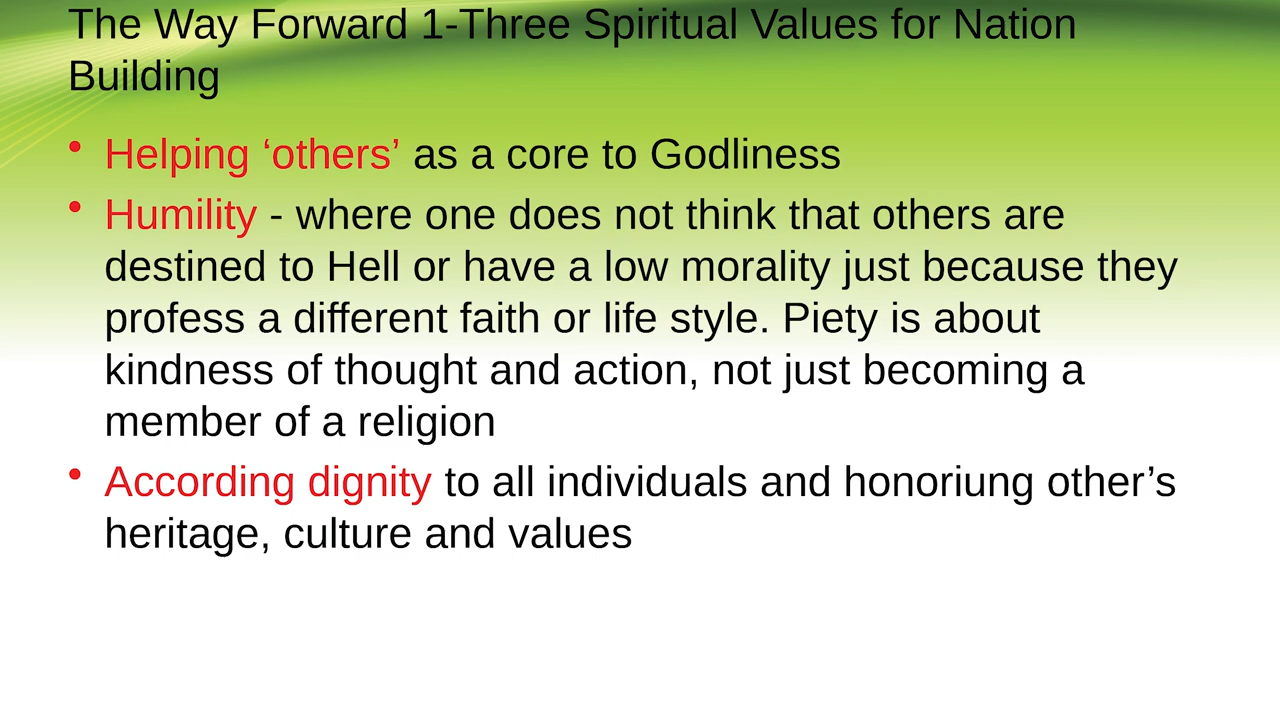 The Way Forward 1-Three Spiritual Values for Nation
Building
• Helping ‘others’ as a core to Godliness
• Humility - where one does not think that others are
destined to Hell or have a low morality just because they
profess a different faith or life style. Piety is about
kindness of thought and action, not just becoming a
member of a religion
• According dignity to all individuals and honoriung other’s
heritage, culture and values